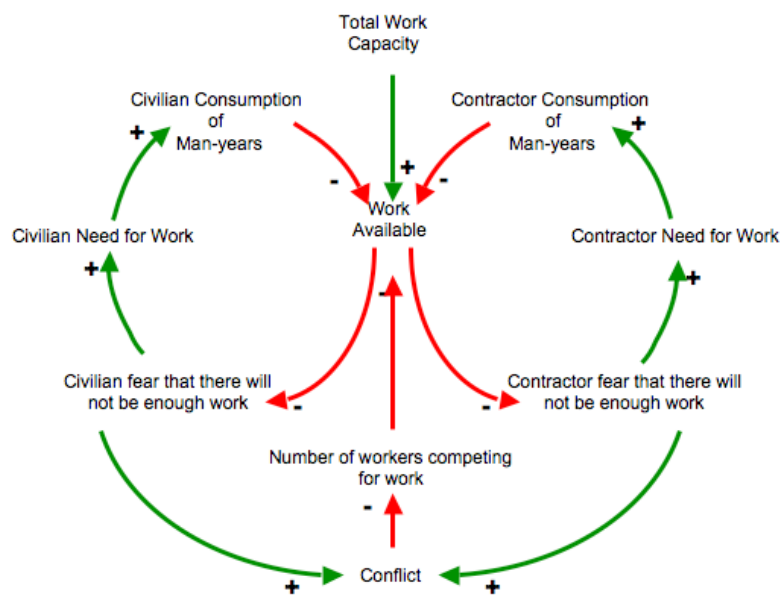 Total Work
Capacity
Civilian Consumption
of
Man-years
Contractor Consumption
of
Man-years
+
+
+
-
-
Work
Available
Civilian Need for Work
Contractor Need for Work
+
+
-
Civilian fear that there will
not be enough work
Contractor fear that there will
not be enough work
-
-
Number of workers competing
for work
-
Conflict
+
+